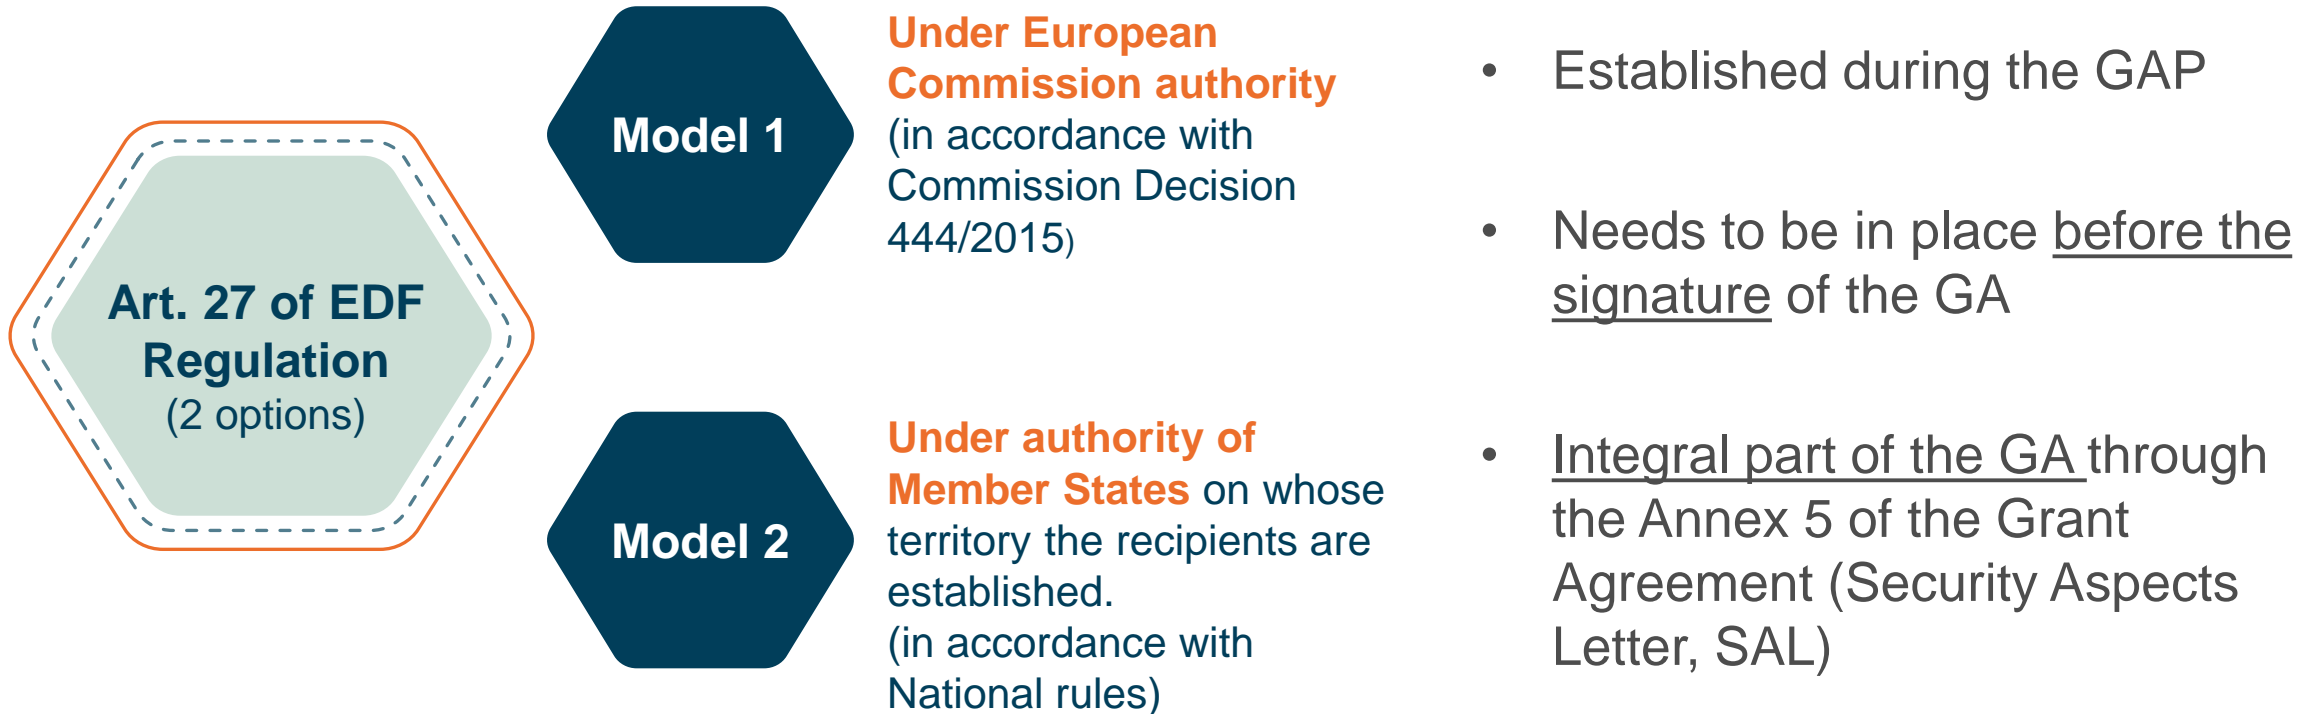 Art. 27 of EDF
Regulation
(2 options)
Model 1
Under European
Commission authority
(in accordance with
Commission Decision
444/2015)
Model 2
Under authority of
Member States on whose
territory the recipients are
established.
(in accordance with
National rules)
• Established during the GAP
• Needs to be in place before the
signature of the GA
• Integral part of the GA through
the Annex 5 of the Grant
Agreement (Security Aspects
Letter, SAL)